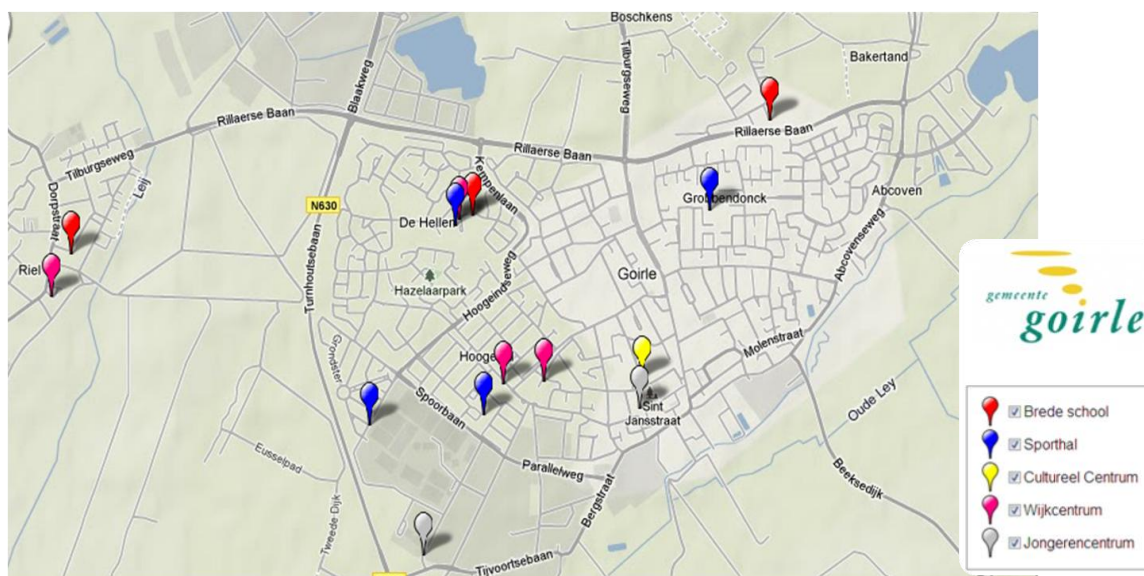 Boschkens
Bakertand
Blaakweg
Tilburgseweg
Rillaerse Baan
Rillaerse Baan
Rillaerse Baan
Tilburgseweg
Dorpstraat
Leij
Kempenlaan
N630
De Hellen
Grobbendonck
Abcoven
Abcovenseweg
Riel
Turnhoutsebaan
Hazelaarpark
Hoogeindseweg
Goirle
Molenstraat
Grondster
Spoorbaan
Sint
Jansstraat
Oude Ley
Eusselpad
Parallelweg
Bergstraat
Beeksedijk
Tweede Dijk
Tijvoortsebaan
gemeente
goirle
Brede school
Sporthal
Cultureel Centrum
Wijkcentrum
Jongerencentrum